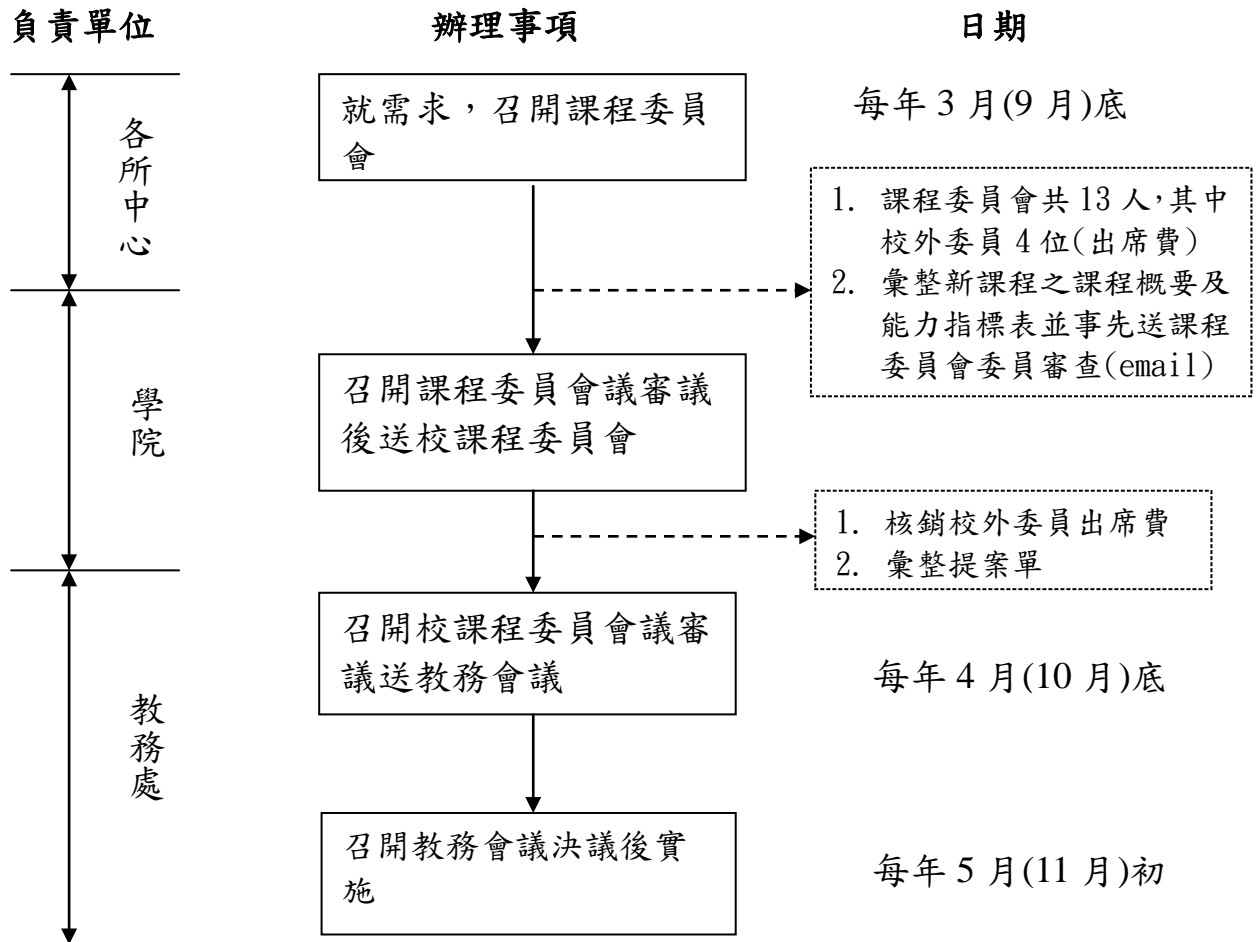 負責單位 辦理事項 日期
各所中心
就需求，召開課程委員
會
每年 3 月(9 月)底
1. 課程委員會共 13 人，其中
校外委員 4 位(出席費)
2. 彙整新課程之課程概要及
能力指標表並事先送課程
委員會委員審查(email)
學院
召開課程委員會議審議
後送校課程委員會
1. 核銷校外委員出席費
2. 彙整提案單
教務處
召開校課程委員會議審
議送教務會議
每年 4 月(10 月)底
召開教務會議決議後實
施
每年 5 月(11 月)初